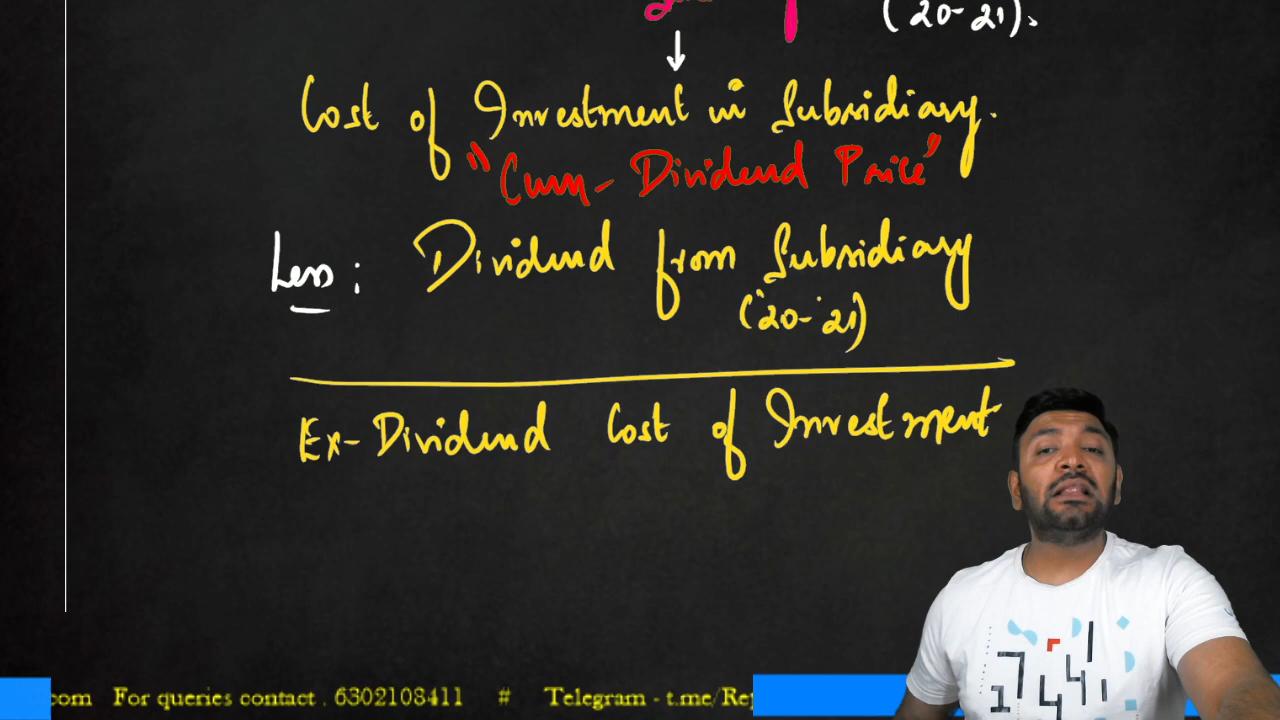 (20-21).
Cost of Investment in Subsidiary.
"Cum-Dividend Price"
Less: Dividend from Subsidiary
('20-'21)
Ex-Dividend Cost of Investment
com For queries contact . 6302108411 # Telegram - t.me/Rep